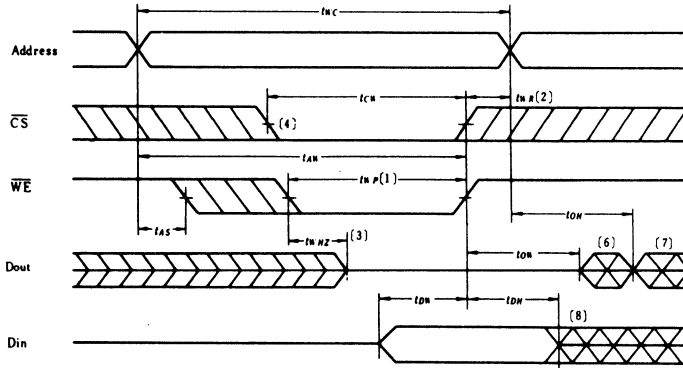 tWC
Address
tCW
tWR(2)
CS
(4)
tAW
WE
tWP(1)
tAS
tWHZ
(3)
tOH
Dout
tOW
(6)
(7)
tDW
tDH
(8)
Din